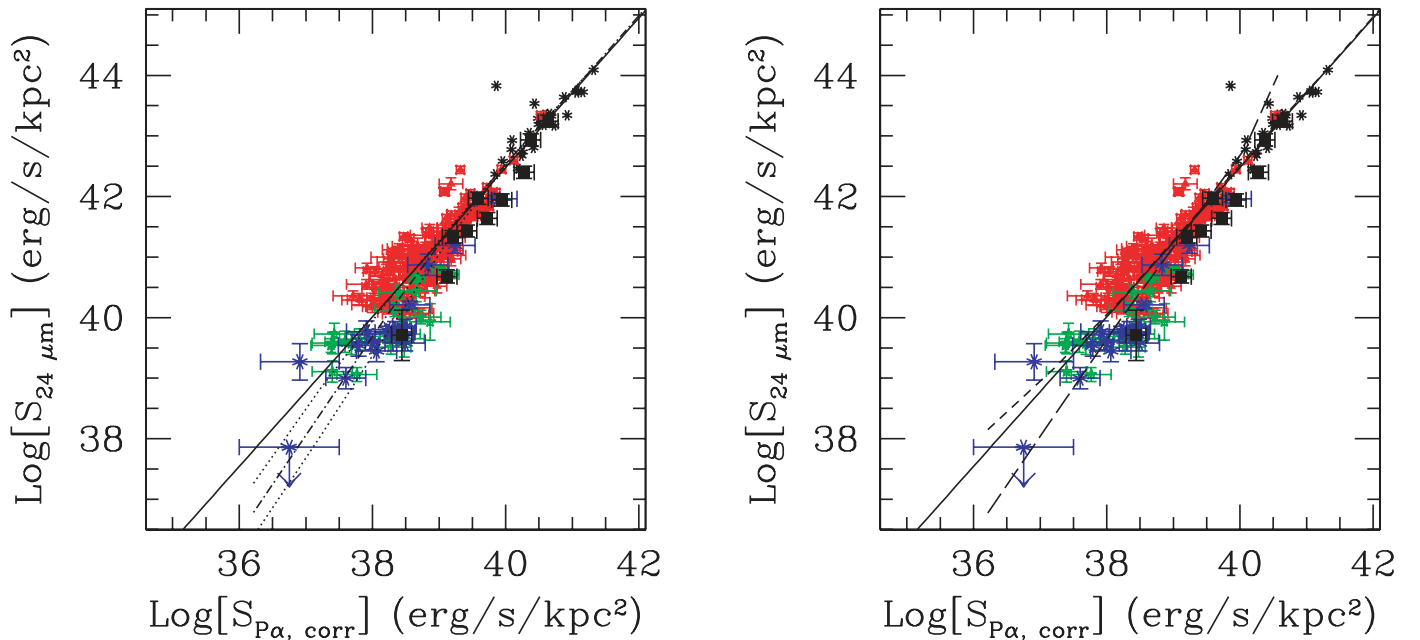 44
42
40
38
Log[S24 μm] (erg/s/kpc²)
36 38 40 42
Log[SPα, corr] (erg/s/kpc²)
44
42
40
38
Log[S24 μm] (erg/s/kpc²)
36 38 40 42
Log[SPα, corr] (erg/s/kpc²)